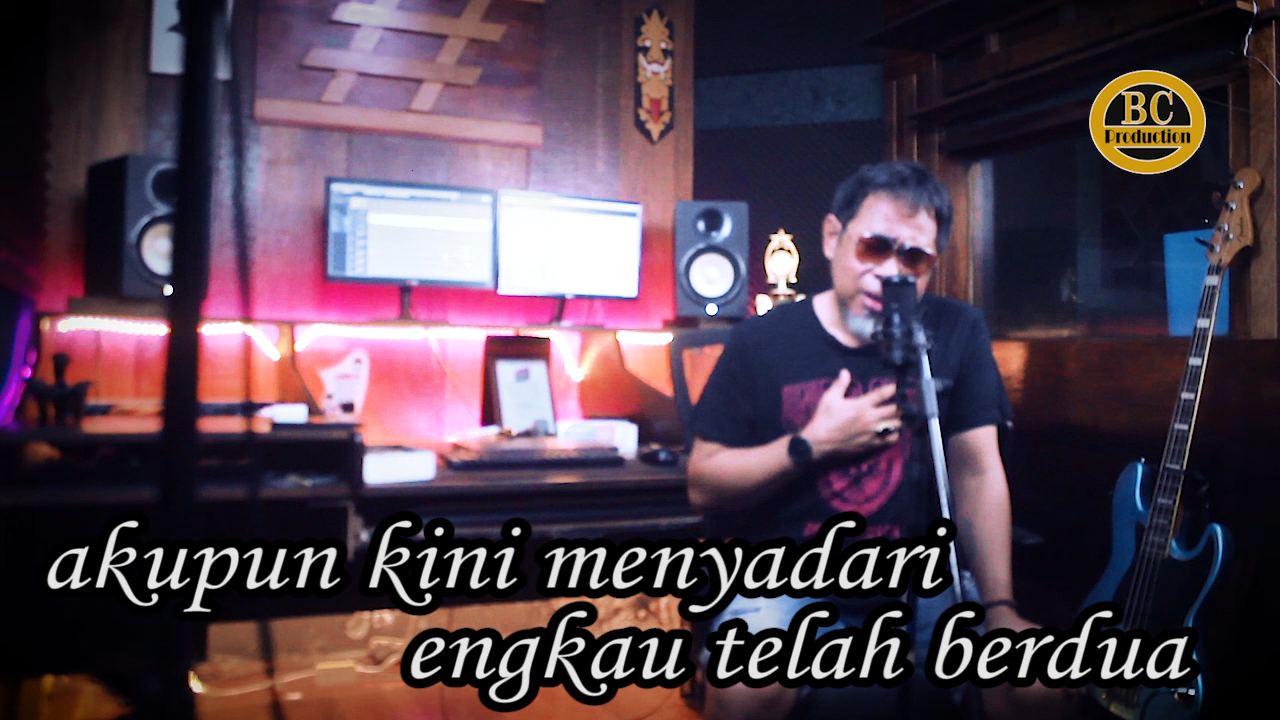 BC
Production
akupun kini menyadari
engkau telah berdua